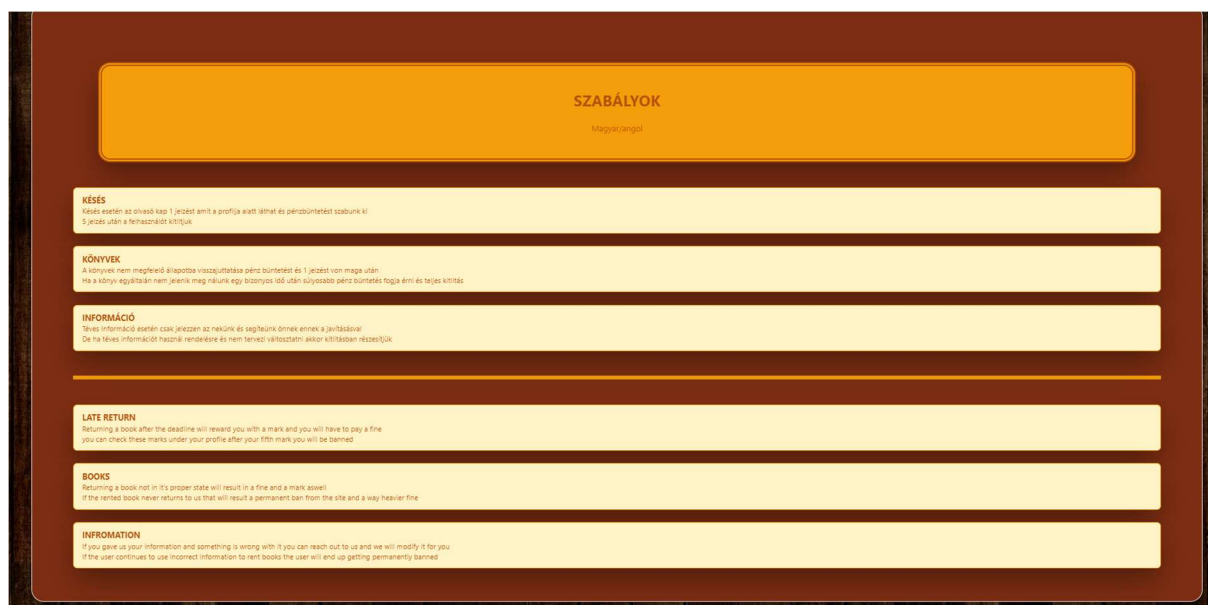 SZABÁLYOK
Magyar/angol
KÉSÉS
Késés esetén az olvasó kap 1 jelzést amit a profilja alatt láthat és pénzbüntetést szabunk ki
5 jelzés után a felhasználót kitiltjuk
KÖNYVEK
A könyvek nem megfelelő állapotba visszajuttatása pénz büntetést és 1 jelzést von maga után
Ha a könyv egyáltalán nem jelenik meg nálunk egy bizonyos idő után súlyosabb pénz büntetés fogja érni és teljes kitiltás
INFORMÁCIÓ
Téves információ esetén csak jelezzen az nekünk és segíteünk önnek ennek a javításásval
De ha téves információt használ rendelésre és nem terveziváltosztatni akkor kitiltásban részesítjük
LATE RETURN
Returning a book after the deadline will reward you with a mark and you will have to pay a fine
you can check these marks under your profile after your fifth mark you will be banned
BOOKS
Returning a book not in it's proper state will result in a fine and a mark aswell
If the rented book never returns to us that will result a permanent ban from the site and a way heavier fine
INFROMATION
If you gave us your information and something is wrong with it you can reach out to us and we will modify it for you
If the user continues to use incorrect information to rent books the user will end up getting permanently banned